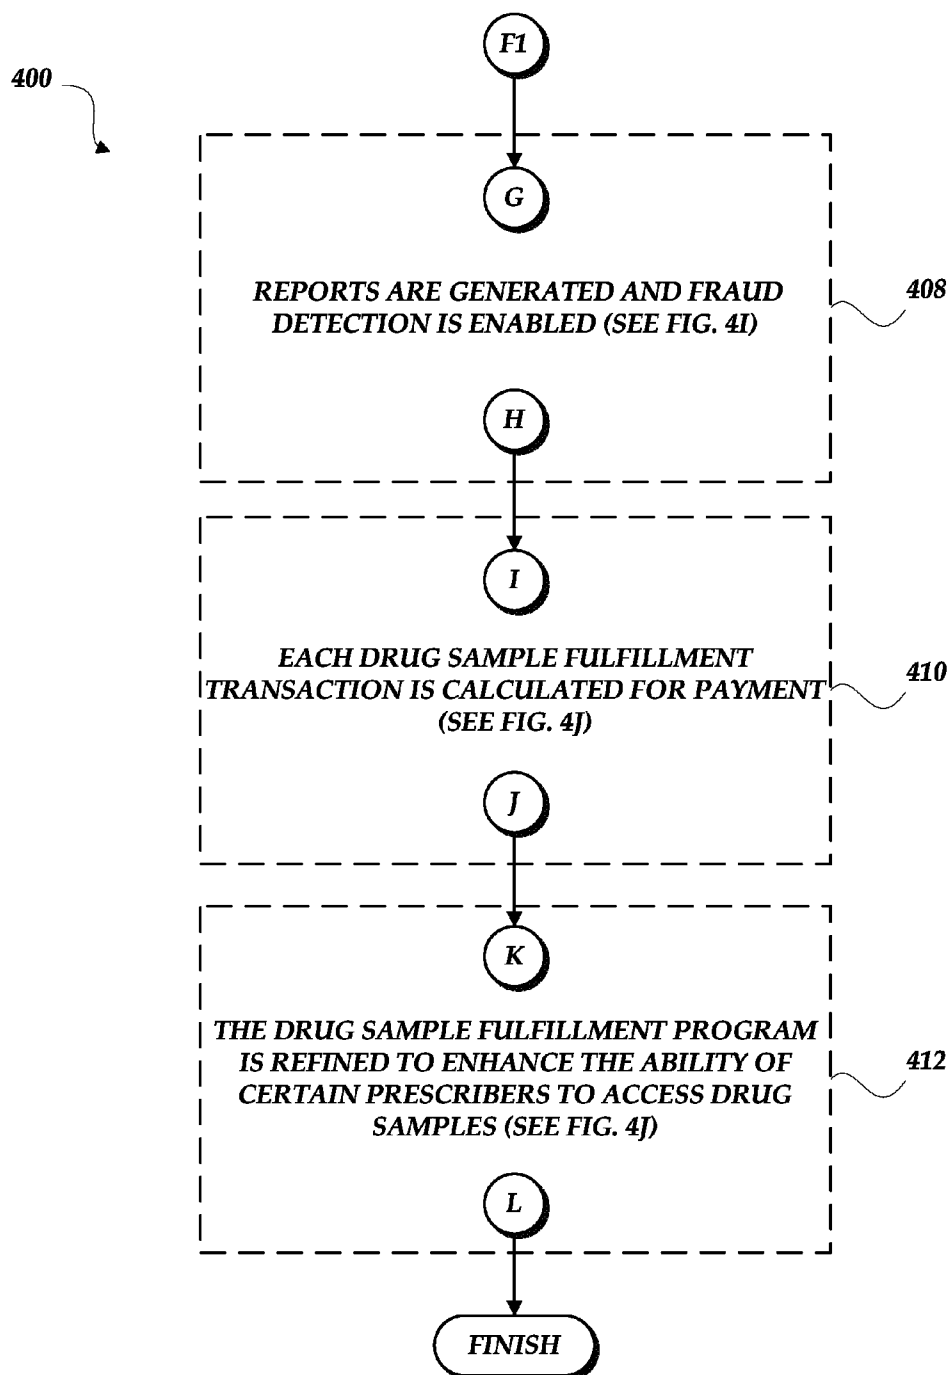 F1
400
G
REPORTS ARE GENERATED AND FRAUD
DETECTION IS ENABLED (SEE FIG. 4I)
408
H
I
EACH DRUG SAMPLE FULFILLMENT
TRANSACTION IS CALCULATED FOR PAYMENT
(SEE FIG. 4J)
410
J
K
THE DRUG SAMPLE FULFILLMENT PROGRAM
IS REFINED TO ENHANCE THE ABILITY OF
CERTAIN PRESCRIBERS TO ACCESS DRUG
SAMPLES (SEE FIG. 4J)
412
L
FINISH